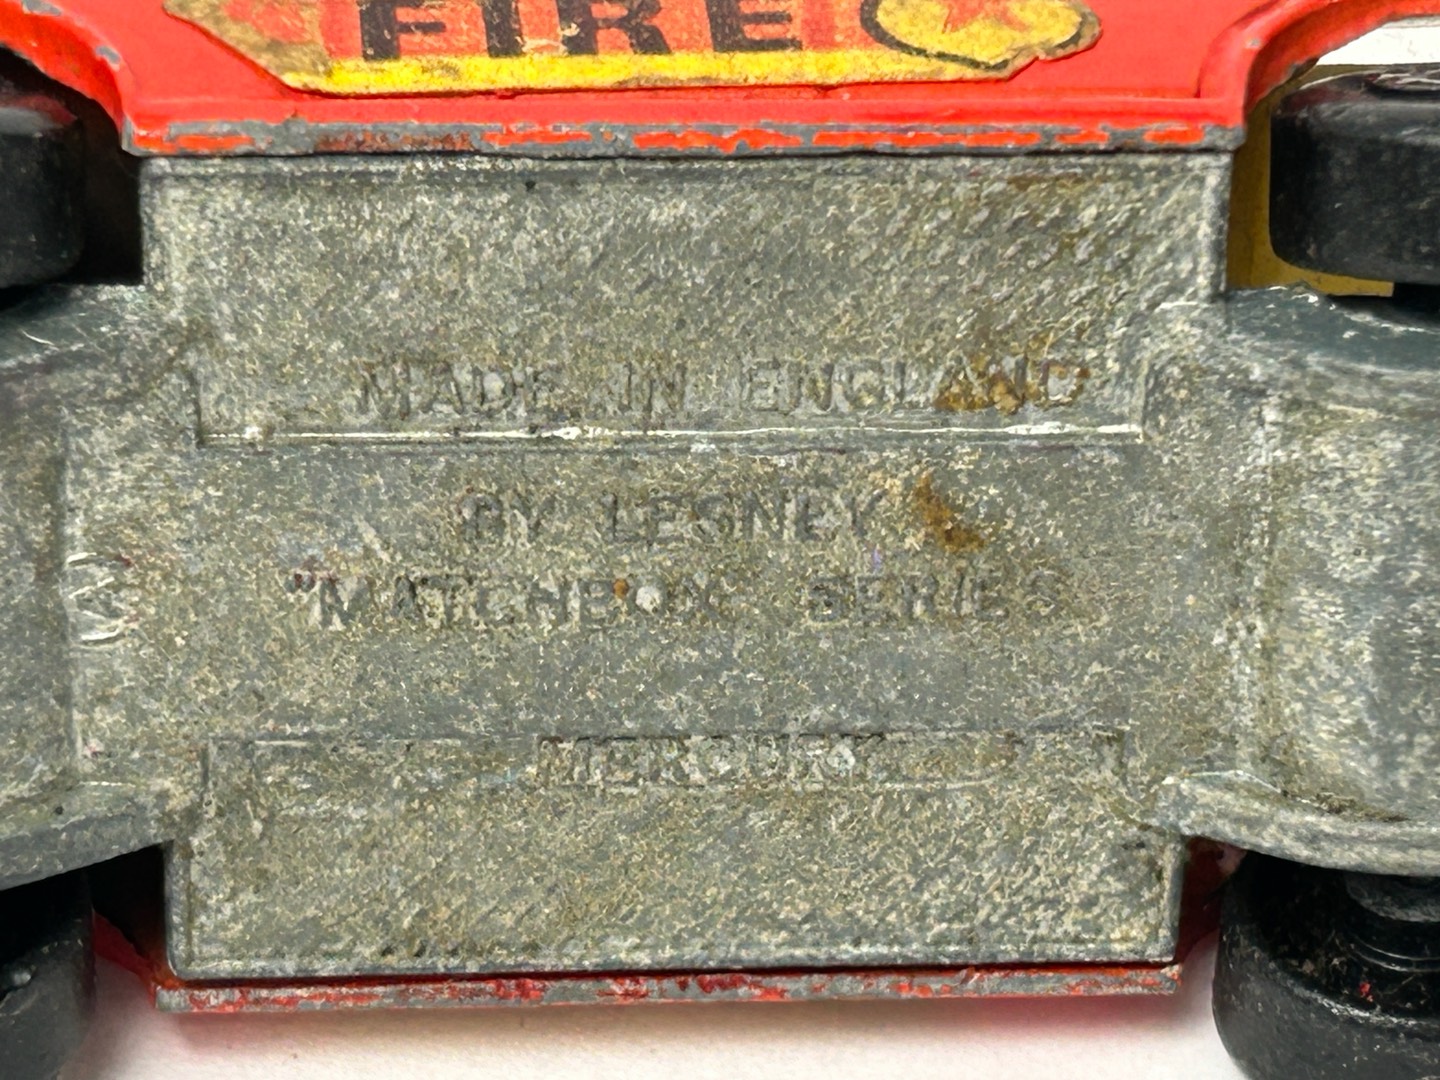 FIRE
MADE IN ENGLAND
BY LESNEY
"MATCHBOX" SERIES
MERCURY